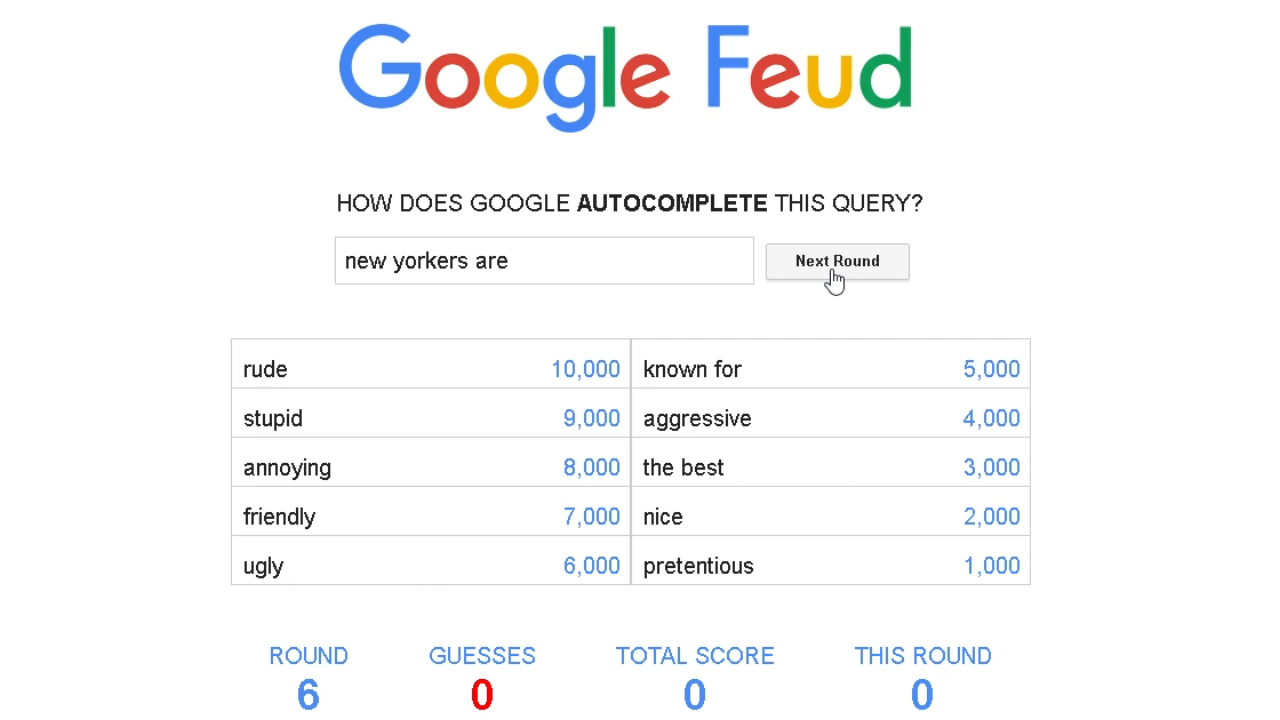 Google Feud
HOW DOES GOOGLE AUTOCOMPLETE THIS QUERY?
new yorkers are
Next Round
rude 10,000 known for 5,000
stupid 9,000 aggressive 4,000
annoying 8,000 the best 3,000
friendly 7,000 nice 2,000
ugly 6,000 pretentious 1,000
ROUND GUESSES TOTAL SCORE THIS ROUND
6 0 0 0